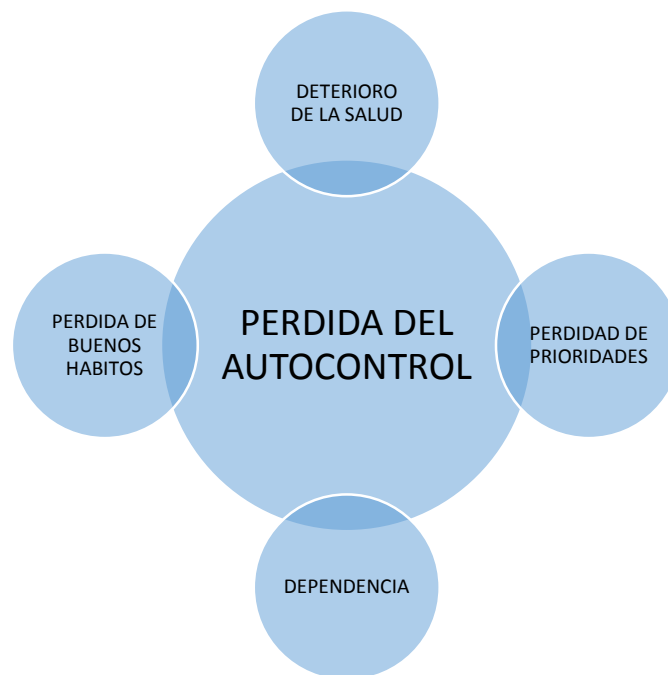 DETERIORO
DE LA SALUD
PERDIDA DE
BUENOS
HABITOS
PERDIDA DEL
AUTOCONTROL
PERDIDAD DE
PRIORIDADES
DEPENDENCIA